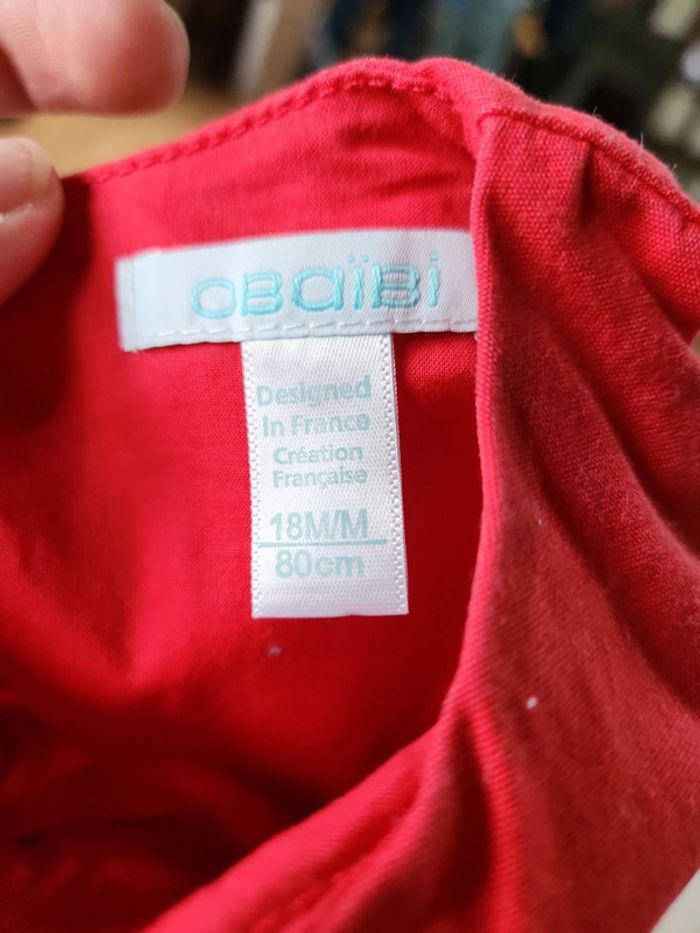 OBaïBi
Designed
In France
Création
Française
18M/M
80cm